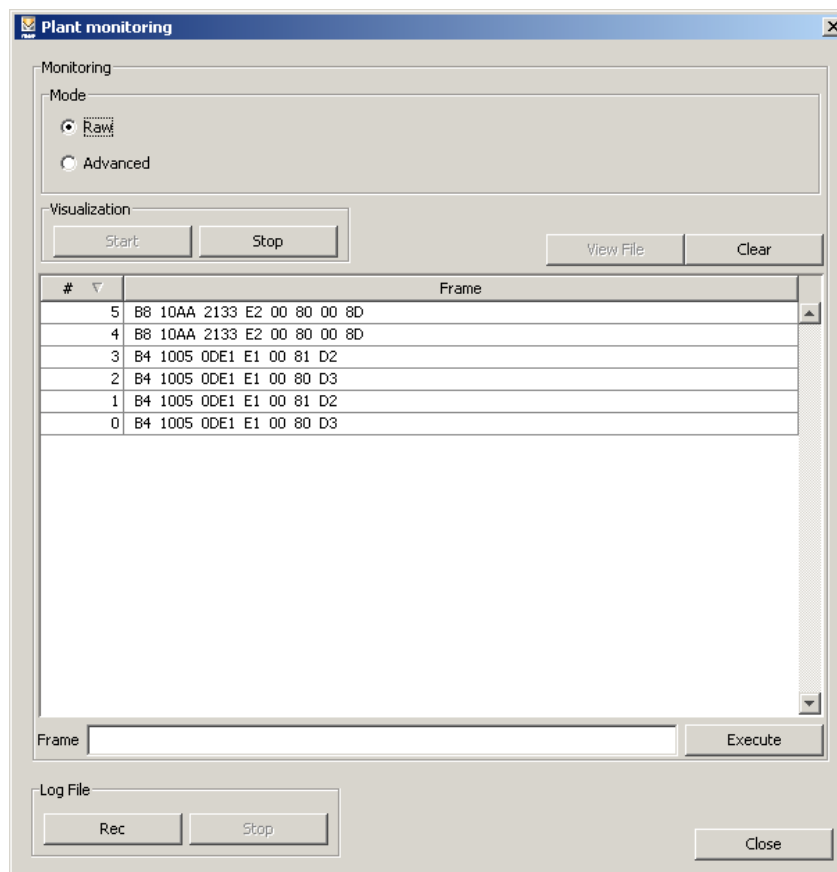 Plant monitoring
Monitoring
Mode
Raw
Advanced
Visualization
Start Stop View File Clear
# Frame
5 B8 10AA 2133 E2 00 80 00 8D
4 B8 10AA 2133 E2 00 80 00 8D
3 B4 1005 0DE1 E1 00 81 D2
2 B4 1005 0DE1 E1 00 80 D3
1 B4 1005 0DE1 E1 00 81 D2
0 B4 1005 0DE1 E1 00 80 D3
Frame Execute
Log File
Rec Stop
Close